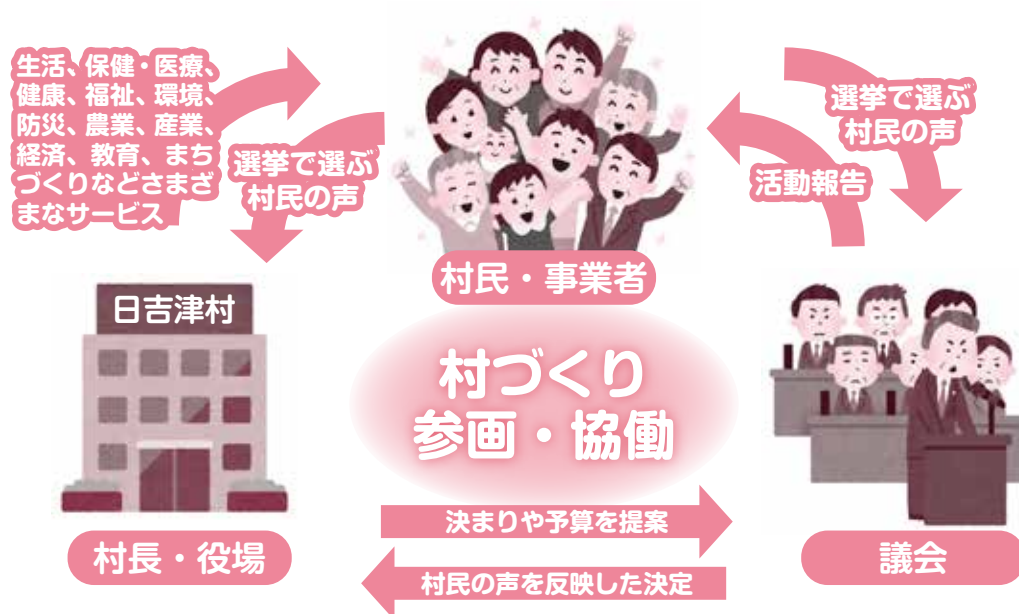 生活、保健・医療、
健康、福祉、環境、
防災、農業、産業、
経済、教育、まち
づくりなどさまざ
まなサービス
選挙で選ぶ
村民の声
選挙で選ぶ
村民の声
活動報告
村民・事業者
日吉津村
村づくり
参画・協働
決まりや予算を提案
村長・役場
議会
村民の声を反映した決定